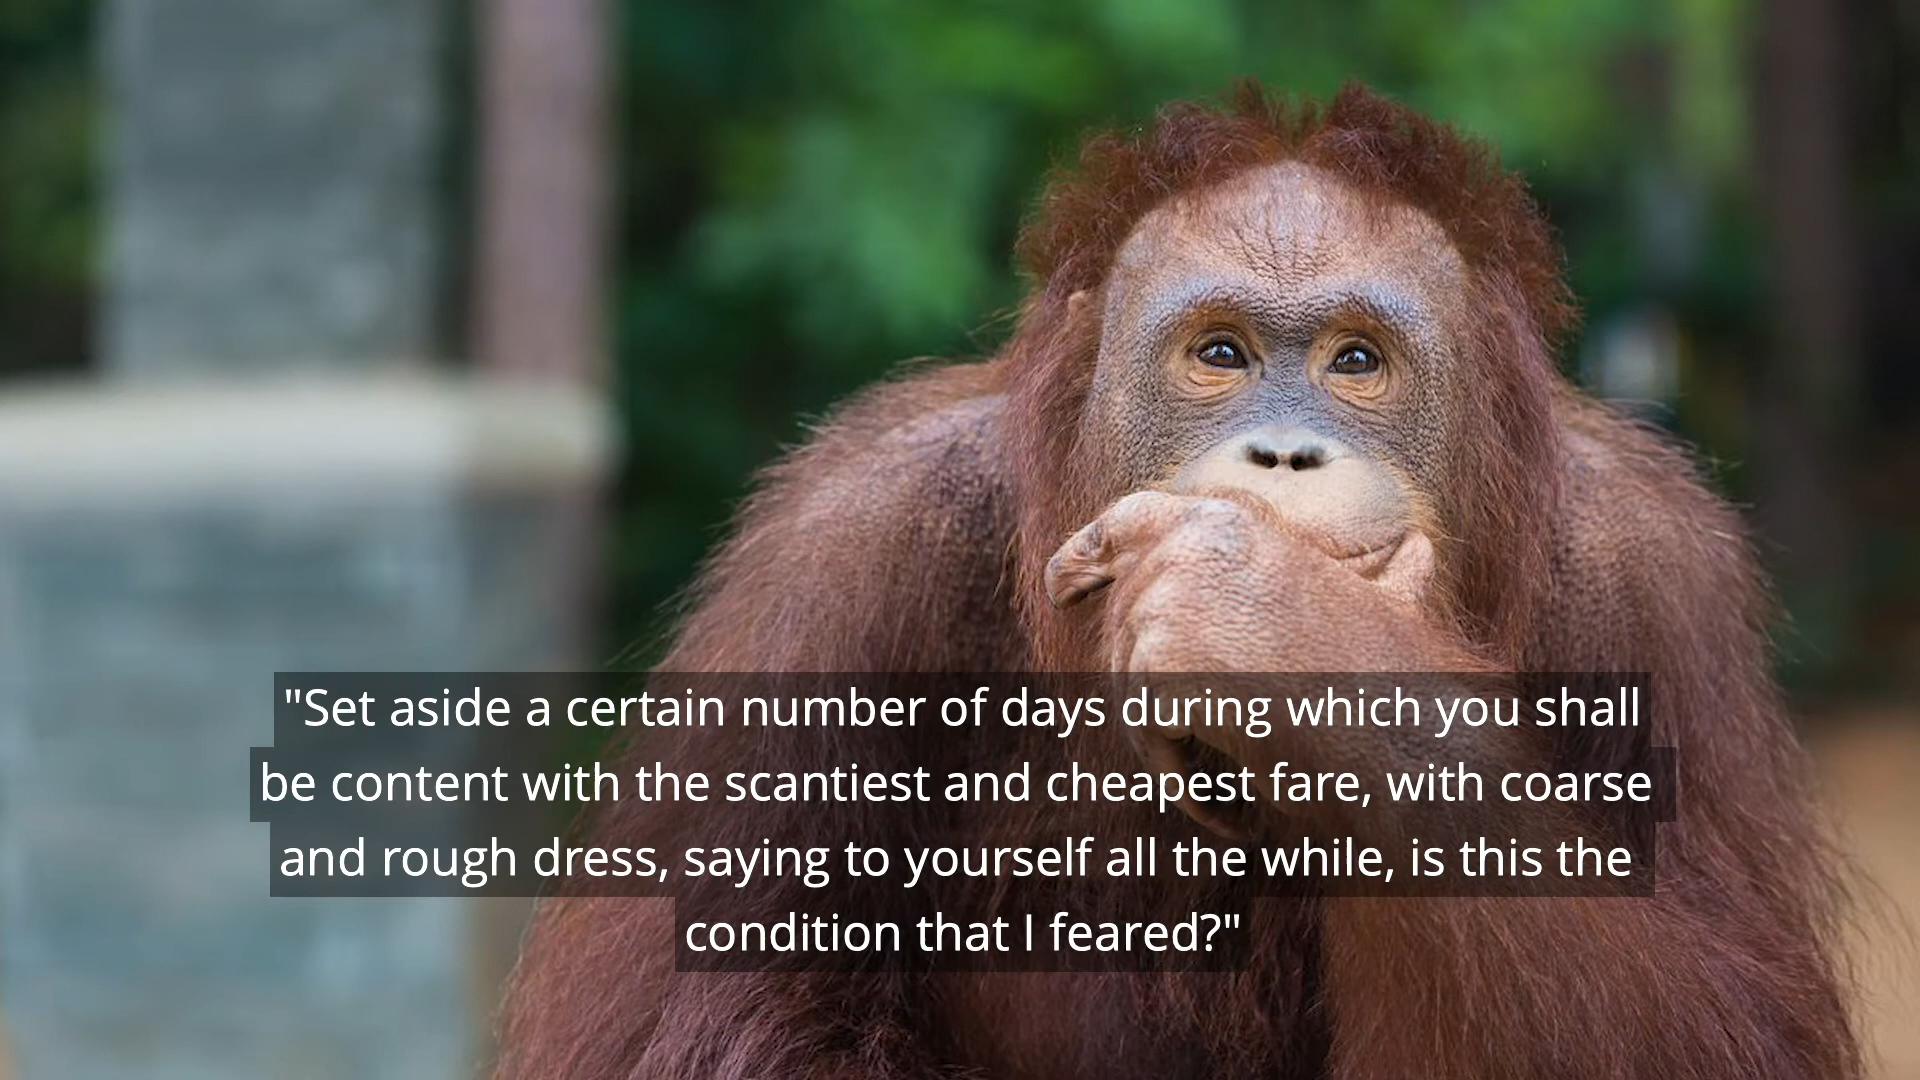 "Set aside a certain number of days during which you shall
be content with the scantiest and cheapest fare, with coarse
and rough dress, saying to yourself all the while, is this the
condition that I feared?"